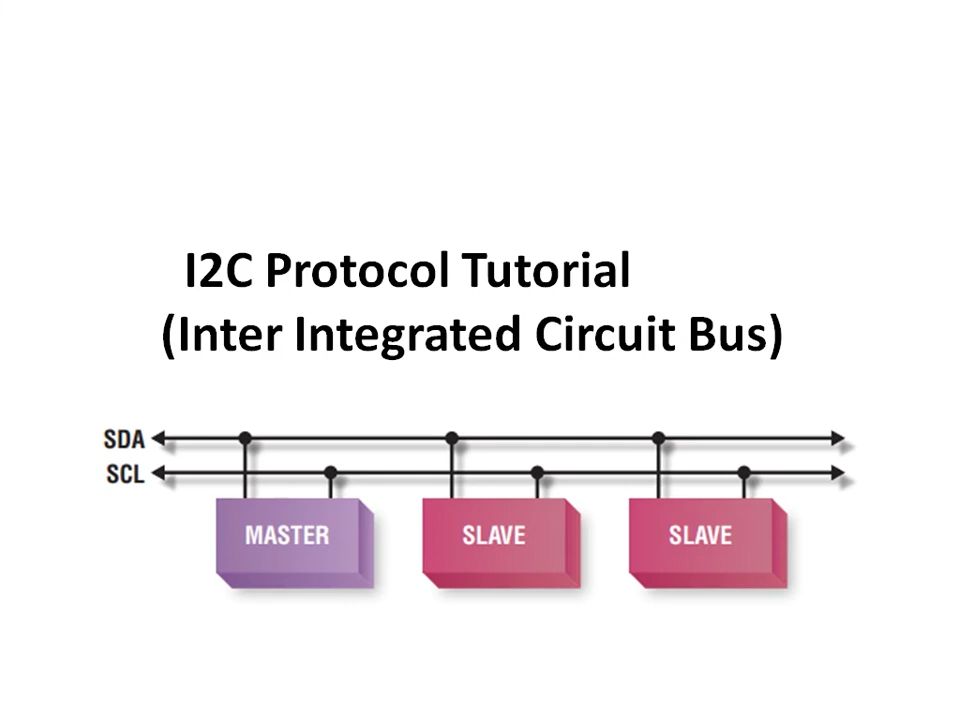 I2C Protocol Tutorial
(Inter Integrated Circuit Bus)
SDA
SCL
MASTER SLAVE SLAVE